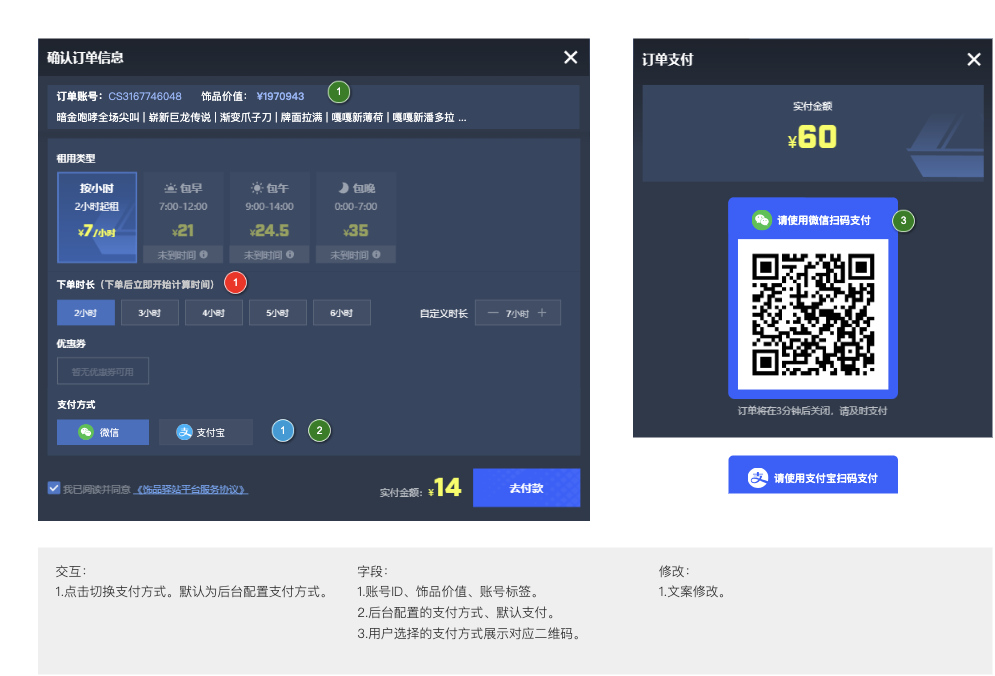 确认订单信息
订单账号: CS3167746048 饰品价值: ¥1970943 1
暗金咆哮全场尖叫 | 崭新巨龙传说 | 渐变爪子刀 | 牌面拉满 | 嘎嘎新薄荷 | 嘎嘎新潘多拉 ...
租用类型
按小时
2小时起租
¥7/小时
包早
7:00-12:00
¥21
未到时间
包午
9:00-14:00
¥24.5
未到时间
包晚
0:00-7:00
¥35
未到时间
下单时长（下单后立即开始计算时间） 1
2小时 3小时 4小时 5小时 6小时 自定义时长 — 7小时 +
优惠券
暂无优惠券可用
支付方式
微信 支付宝 1 2
我已阅读并同意《饰品驿站平台服务协议》
实付金额: ¥14 去付款
订单支付
实付金额
¥60
请使用微信扫码支付 3
订单将在3分钟后关闭，请及时支付
请使用支付宝扫码支付
交互：
1.点击切换支付方式。默认为后台配置支付方式。
字段：
1.账号ID、饰品价值、账号标签。
2.后台配置的支付方式、默认支付。
3.用户选择的支付方式展示对应二维码。
修改：
1.文案修改。